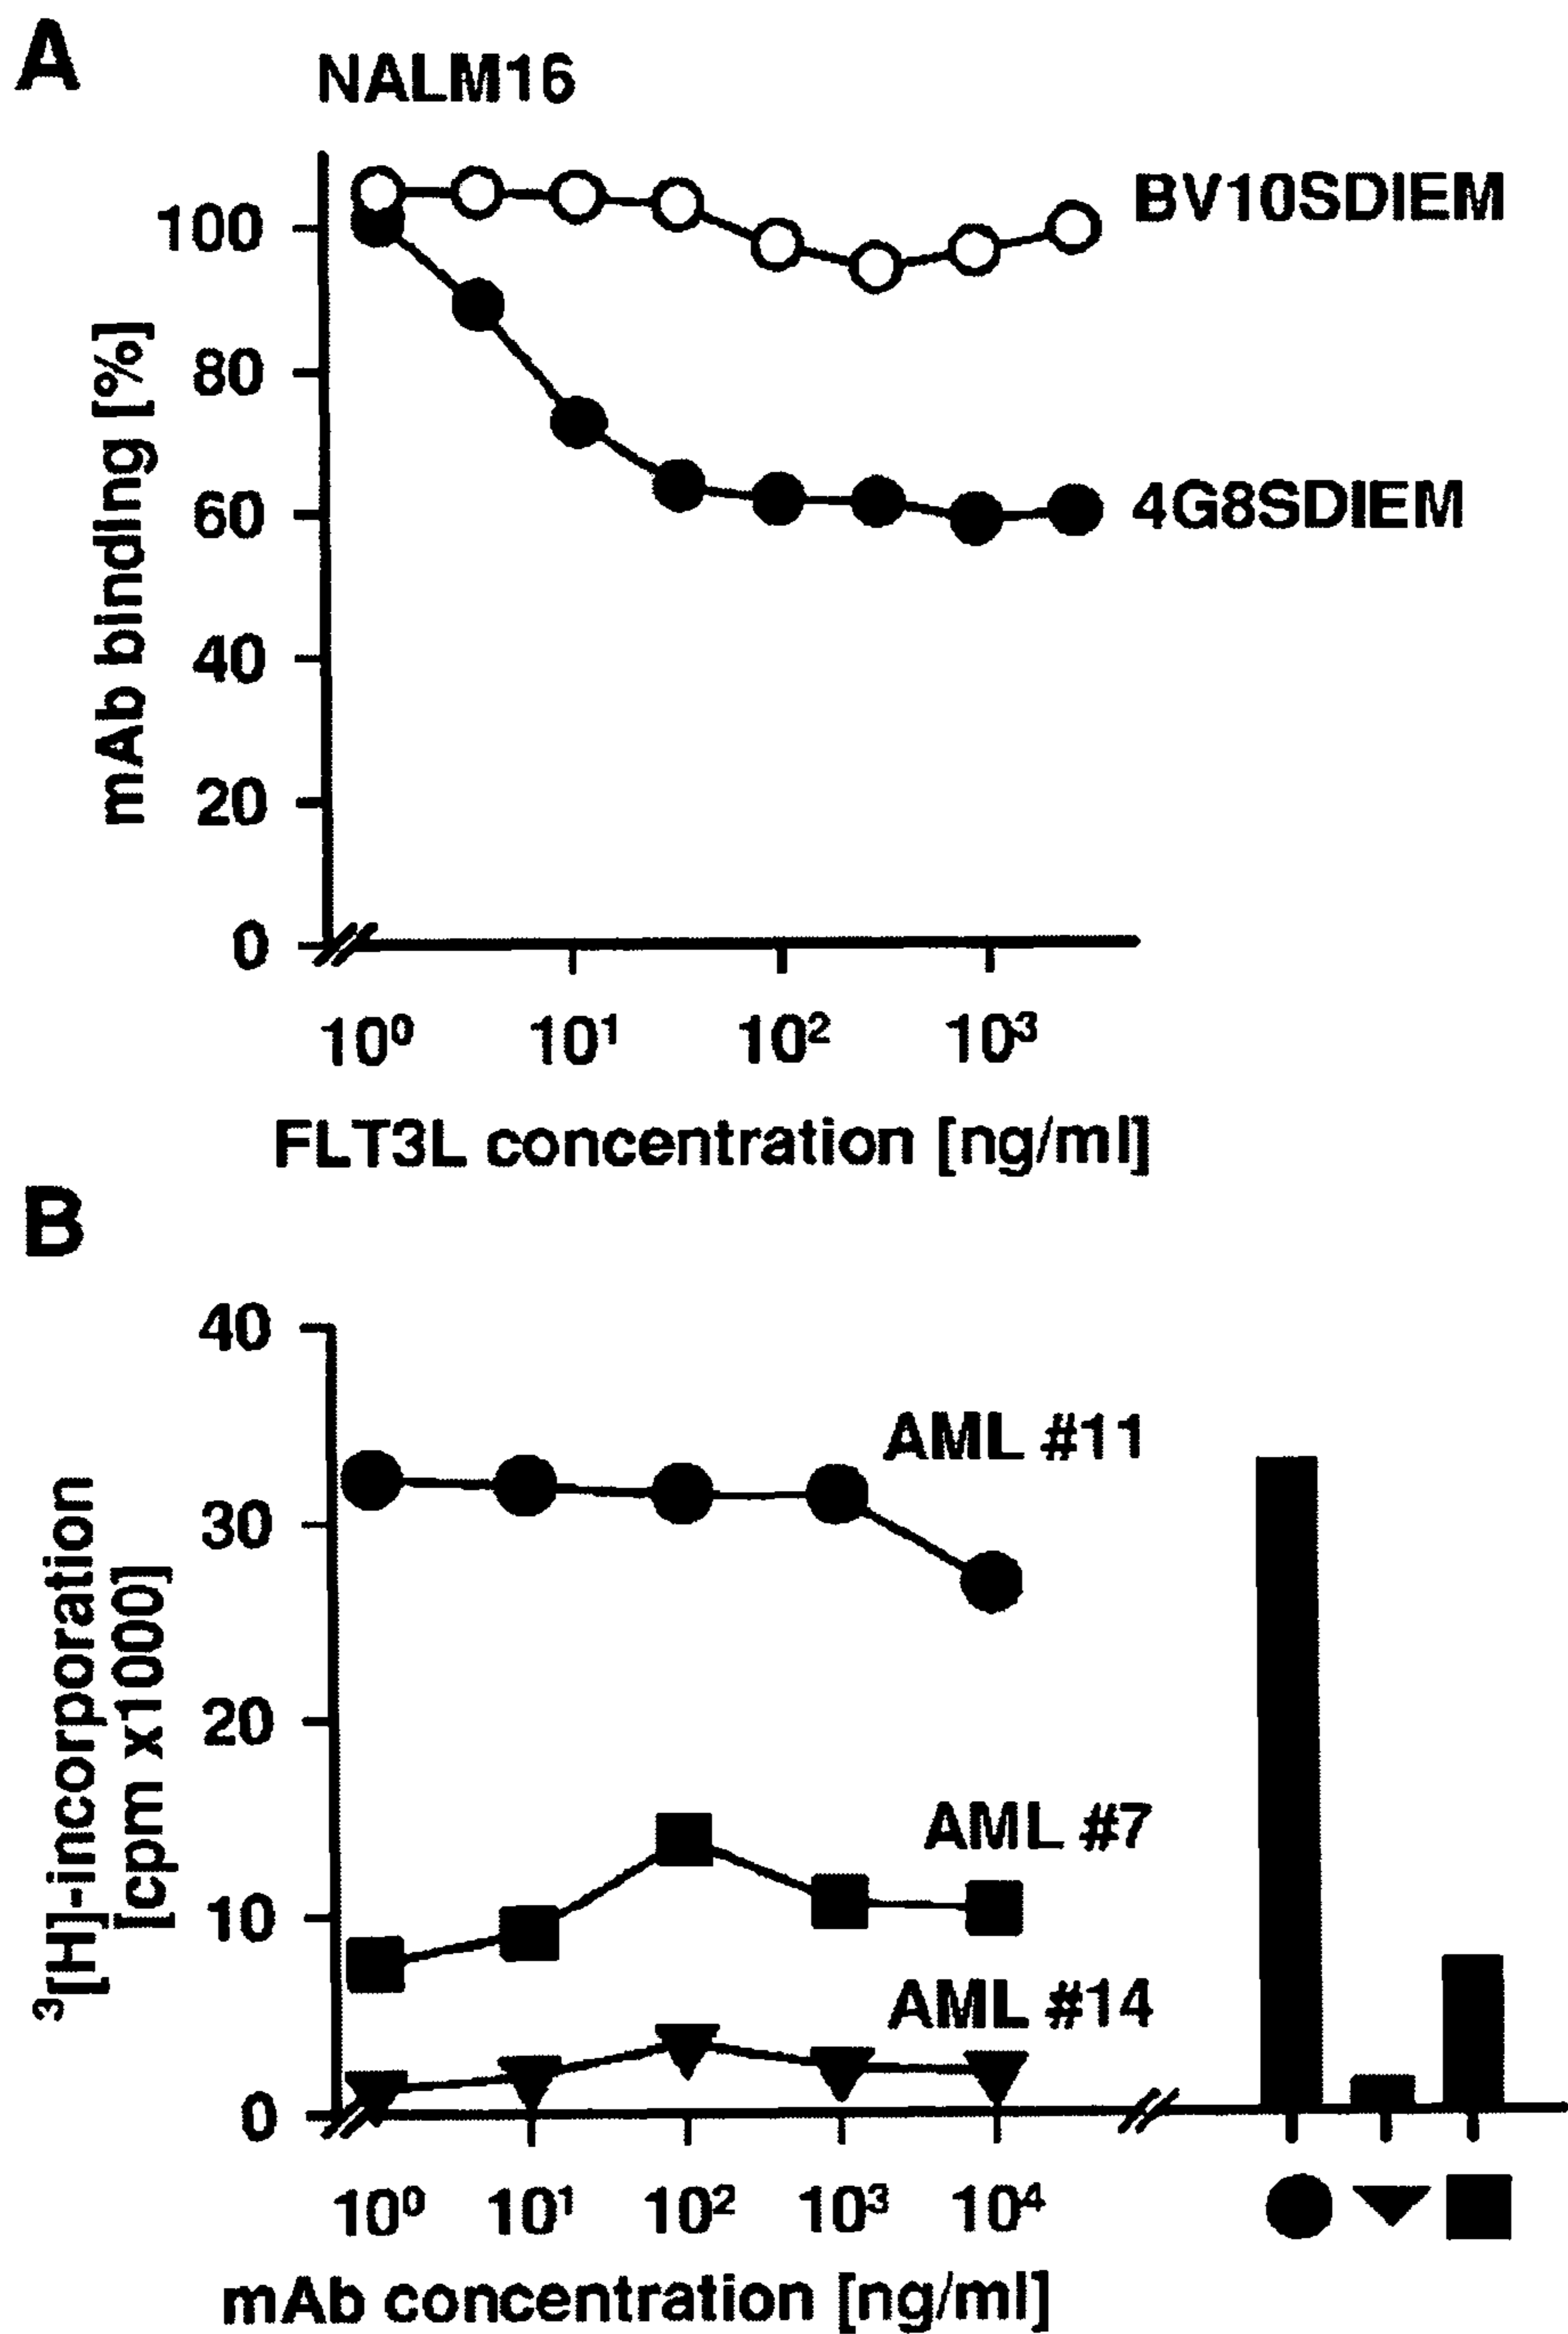 A
NALM16
100
80
60
40
20
0
mAb binding [%]
BV10SDIEM
4G8SDIEM
10⁰ 10¹ 10² 10³
FLT3L concentration [ng/ml]
B
40
30
20
10
0
³[H]-incorporation
[cpm x1000]
AML #11
AML #7
AML #14
10⁰ 10¹ 10² 10³ 10⁴
mAb concentration [ng/ml]